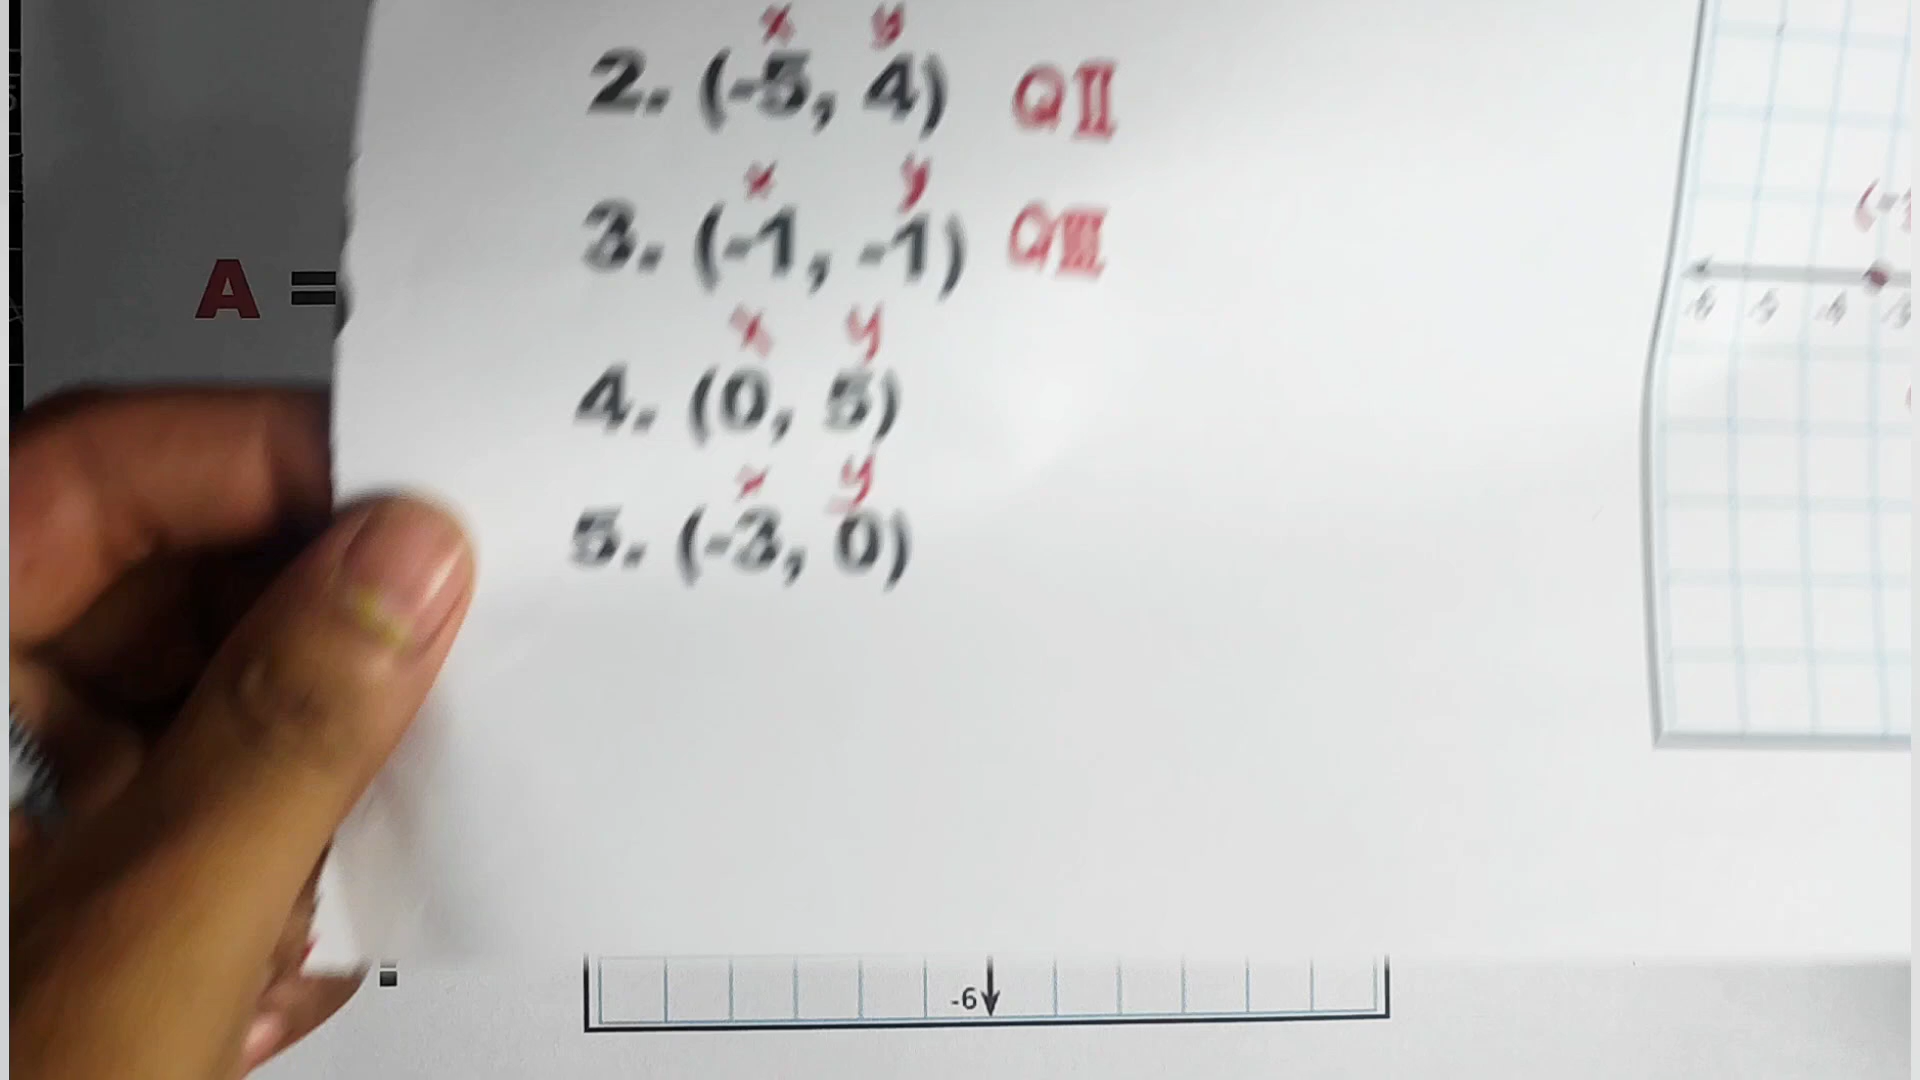 x y
2. (-5, 4) QII
x y
3. (-1, -1) QIII
A =
x y
4. (0, 5)
x y
5. (-3, 0)
-6